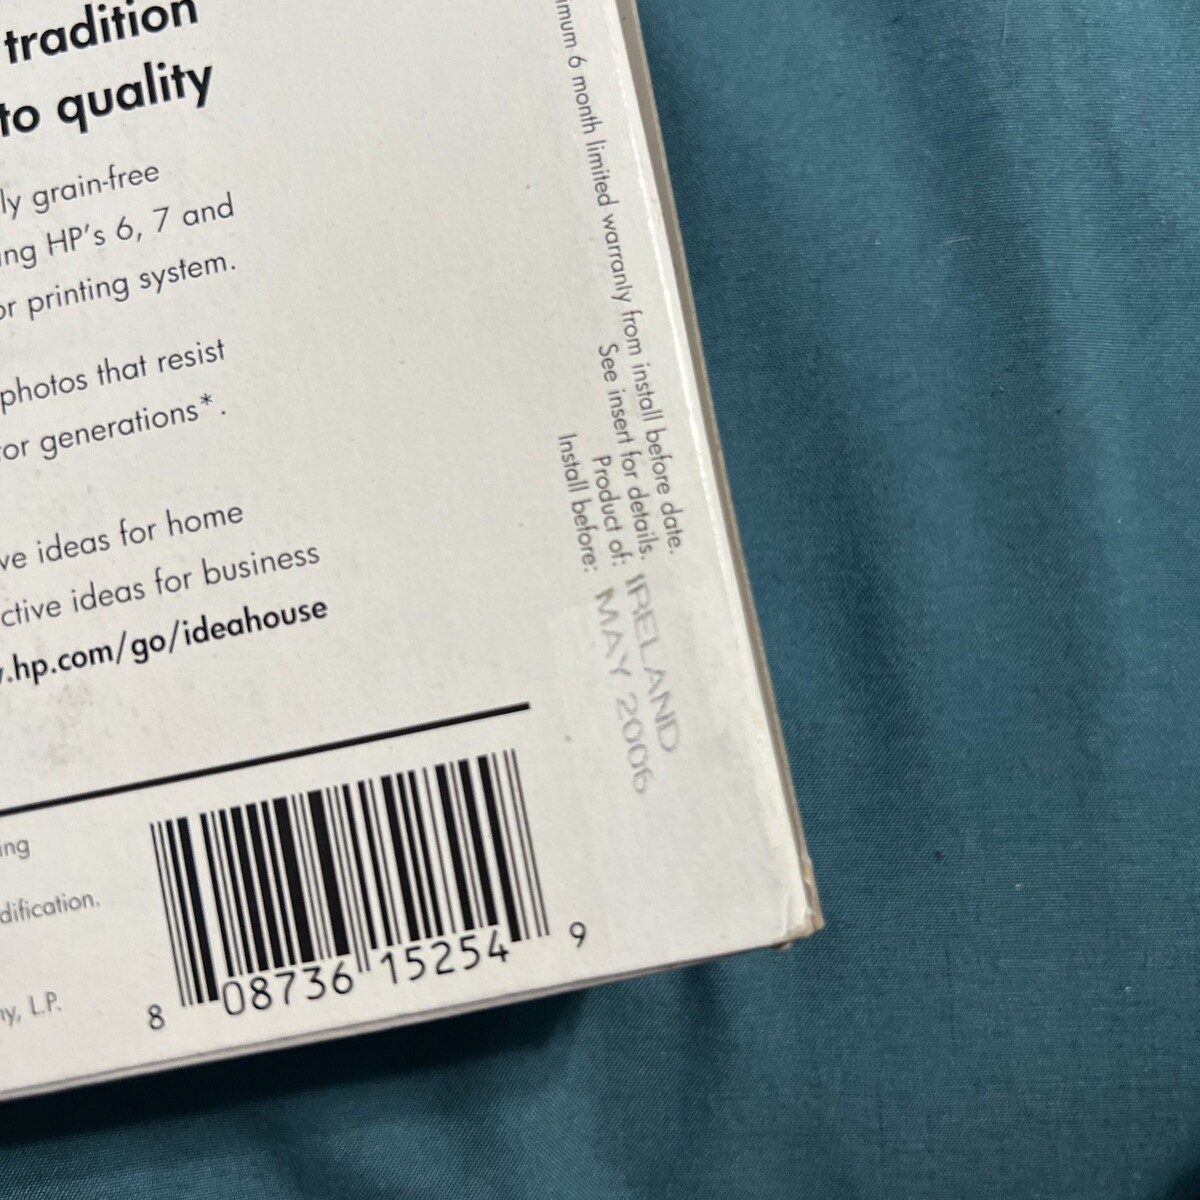 tradition
to quality
ly grain-free
ng HP's 6, 7 and
or printing system.
photos that resist
or generations*.
ve ideas for home
ctive ideas for business
.hp.com/go/ideahouse
ing
dification.
y, L.P.
8 08736 15254 9
imum 6 month limited warranty from install before date.
See insert for details.
Product of: IRELAND
Install before: MAY 2006